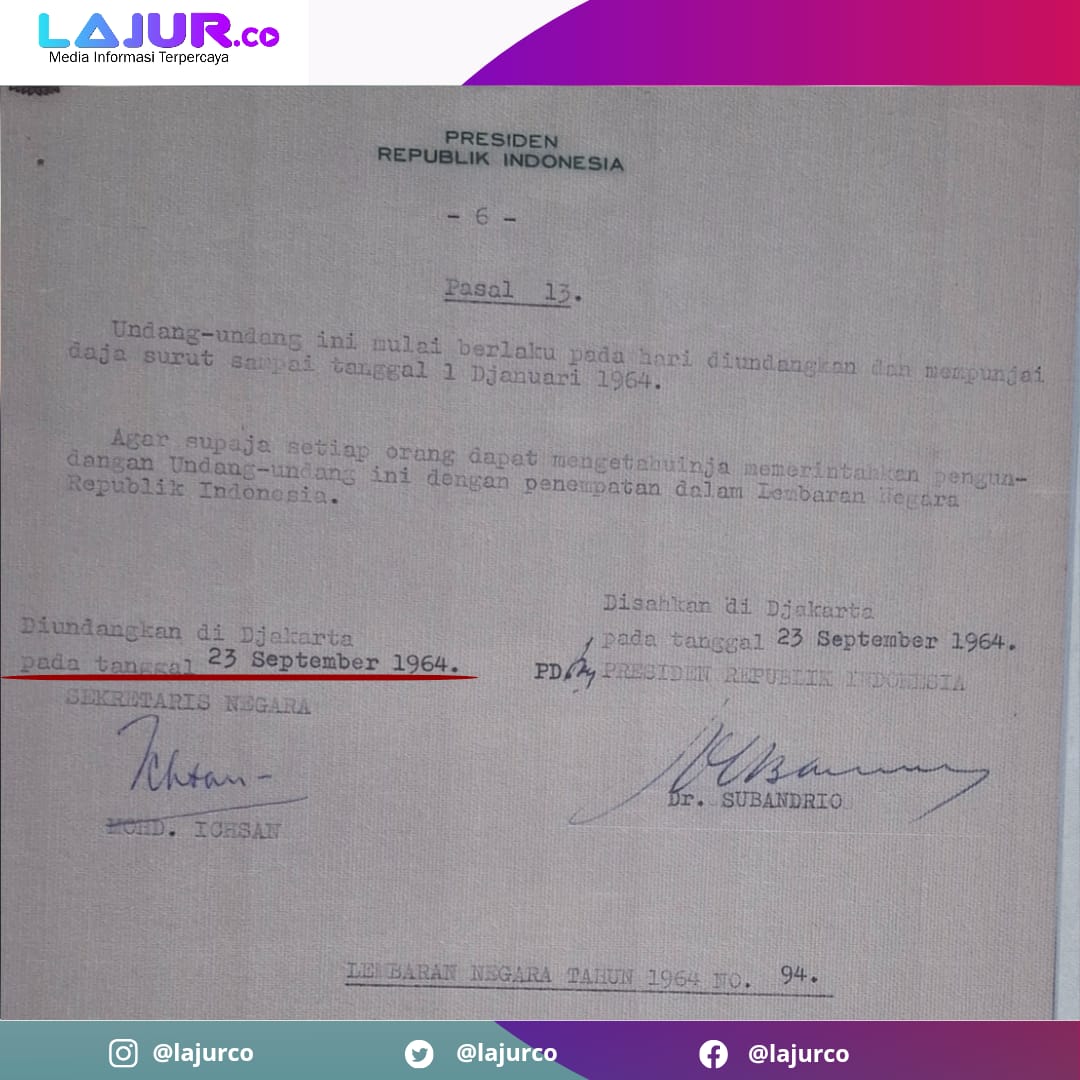 LAJUR.co
Media Informasi Terpercaya
PRESIDEN
REPUBLIK INDONESIA
- 6 -
Pasal 13.
Undang-undang ini mulai berlaku pada hari diundangkan dan mempunjai
daja surut sampai tanggal 1 Djanuari 1964.
Agar supaja setiap orang dapat mengetahuinja memerintahkan pengun-
dangan Undang-undang ini dengan penempatan dalam Lembaran Negara
Republik Indonesia.
Disahkan di Djakarta
pada tanggal 23 September 1964.
PD PRESIDEN REPUBLIK INDONESIA
Dr. SUBANDRIO
Diundangkan di Djakarta
pada tanggal 23 September 1964.
SEKRETARIS NEGARA
Ichsan
MOHD. ICHSAN
LEMBARAN NEGARA TAHUN 1964 NO. 94.
@lajurco
@lajurco
@lajurco